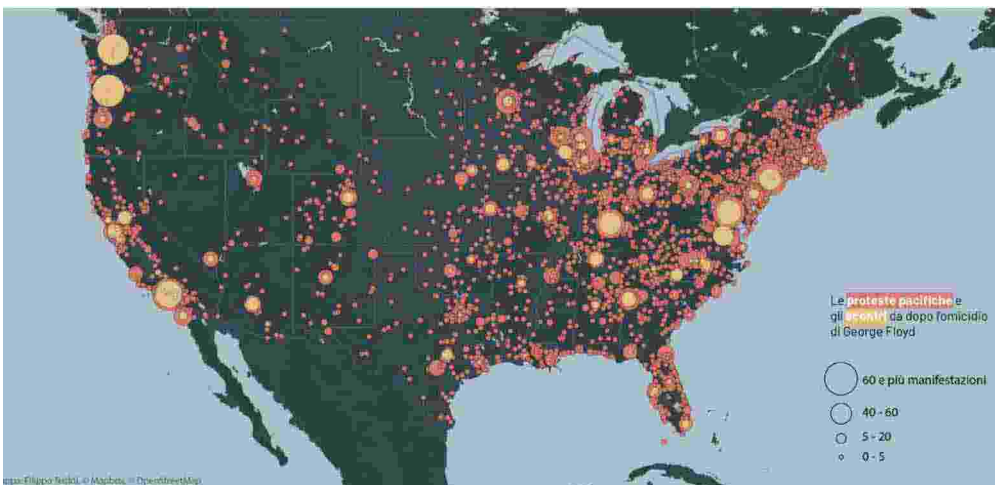 Le proteste pacifiche e
gli scontri da dopo l'omicidio
di George Floyd
60 e più manifestazioni
40 - 60
5 - 20
0 - 5
Filippo © Mapbox, © OpenStreetMap